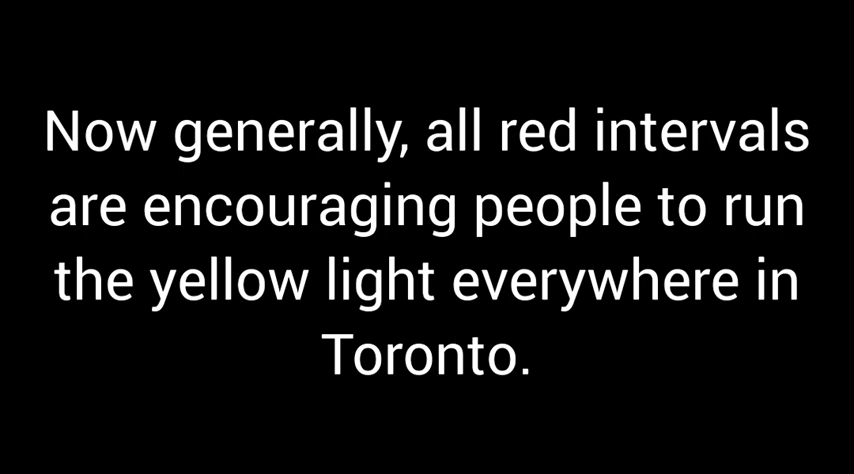 Now generally, all red intervals
are encouraging people to run
the yellow light everywhere in
Toronto.